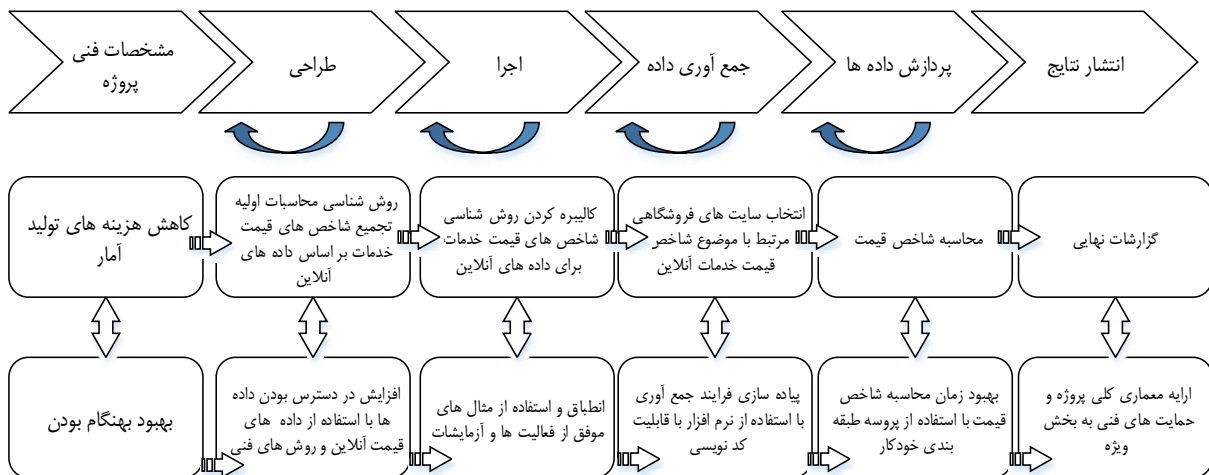 مشخصات فنی
پروژه
طراحی
اجرا
جمع آوری داده
پردازش داده ها
انتشار نتایج
کاهش هزینه های تولید
آمار
روش شناسی محاسبات اولیه
تجمیع شاخص های قیمت
خدمات بر اساس داده های
آنلاین
کالیبره کردن روش شناسی
شاخص های قیمت خدمات
برای داده های آنلاین
انتخاب سایت های فروشگاهی
مرتبط با موضوع شاخص
قیمت خدمات آنلاین
محاسبه شاخص قیمت
گزارشات نهایی
بهبود بهنگام بودن
افزایش در دسترس بودن داده
ها با استفاده از داده های
قیمت آنلاین و روش های فنی
انطباق و استفاده از مثال های
موفق از فعالیت ها و آزمایشات
پیاده سازی فرایند جمع آوری
با استفاده از نرم افزار با قابلیت
کد نویسی
بهبود زمان محاسبه شاخص
قیمت با استفاده از پروسه طبقه
بندی خودکار
ارایه معماری کلی پروژه و
حمایت های فنی به بخش
ویژه